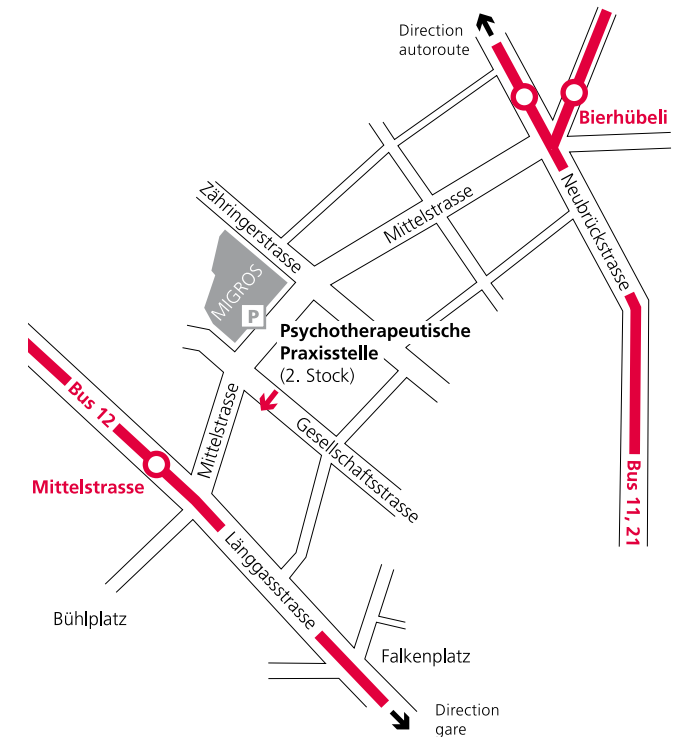 Direction
autoroute
Bierhübeli
Zähringerstrasse
Mittelstrasse
Neubrückstrasse
MIGROS
P
Psychotherapeutische
Praxisstelle
(2. Stock)
Bus 12
Mittelstrasse
Gesellschaftsstrasse
Mittelstrasse
Bus 11, 21
Länggassstrasse
Bühlplatz
Falkenplatz
Direction
gare